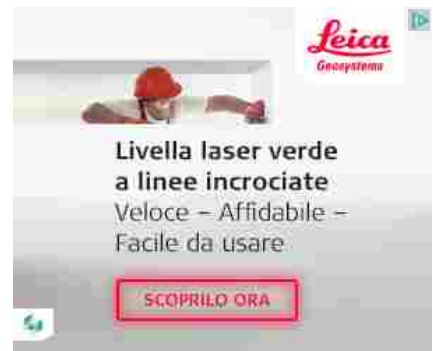 Leica
Geosystems
Livella laser verde
a linee incrociate
Veloce – Affidabile –
Facile da usare
SCOPRILO ORA